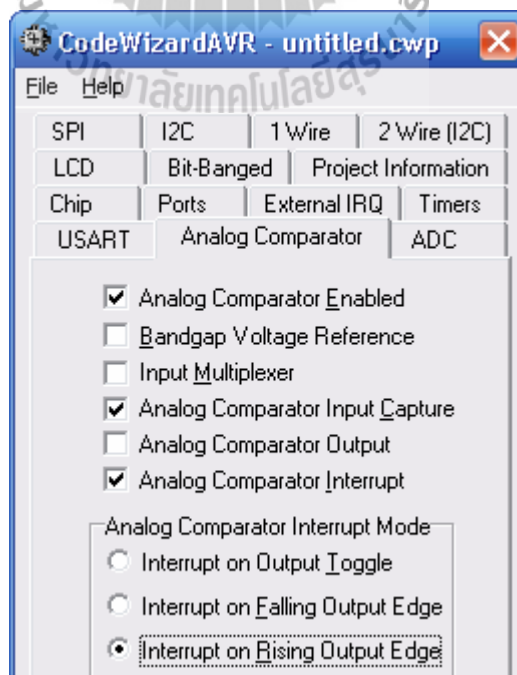 CodeWizardAVR - untitled.cwp
File Help
SPI I2C 1 Wire 2 Wire (I2C)
LCD Bit-Banged Project Information
Chip Ports External IRQ Timers
USART Analog Comparator ADC
Analog Comparator Enabled
Bandgap Voltage Reference
Input Multiplexer
Analog Comparator Input Capture
Analog Comparator Output
Analog Comparator Interrupt
Analog Comparator Interrupt Mode
Interrupt on Output Toggle
Interrupt on Falling Output Edge
Interrupt on Rising Output Edge